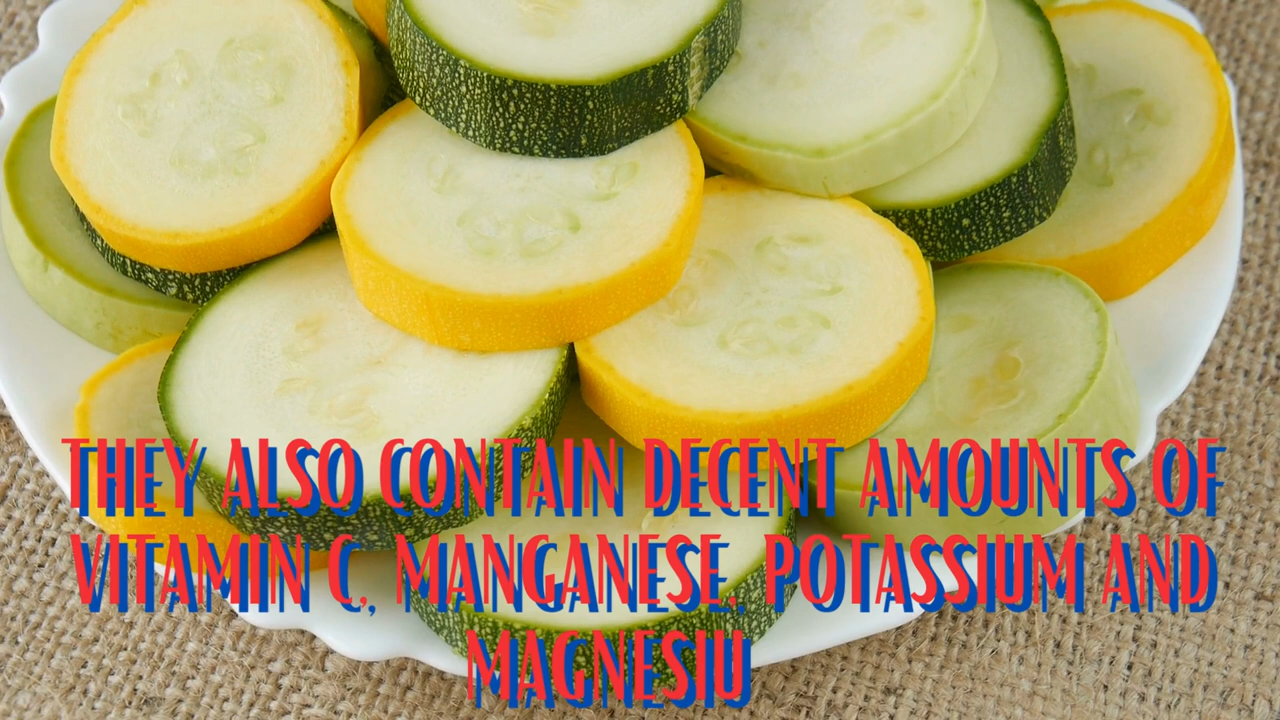 THEY ALSO CONTAIN DECENT AMOUNTS OF
VITAMIN C, MANGANESE, POTASSIUM AND
MAGNESIU